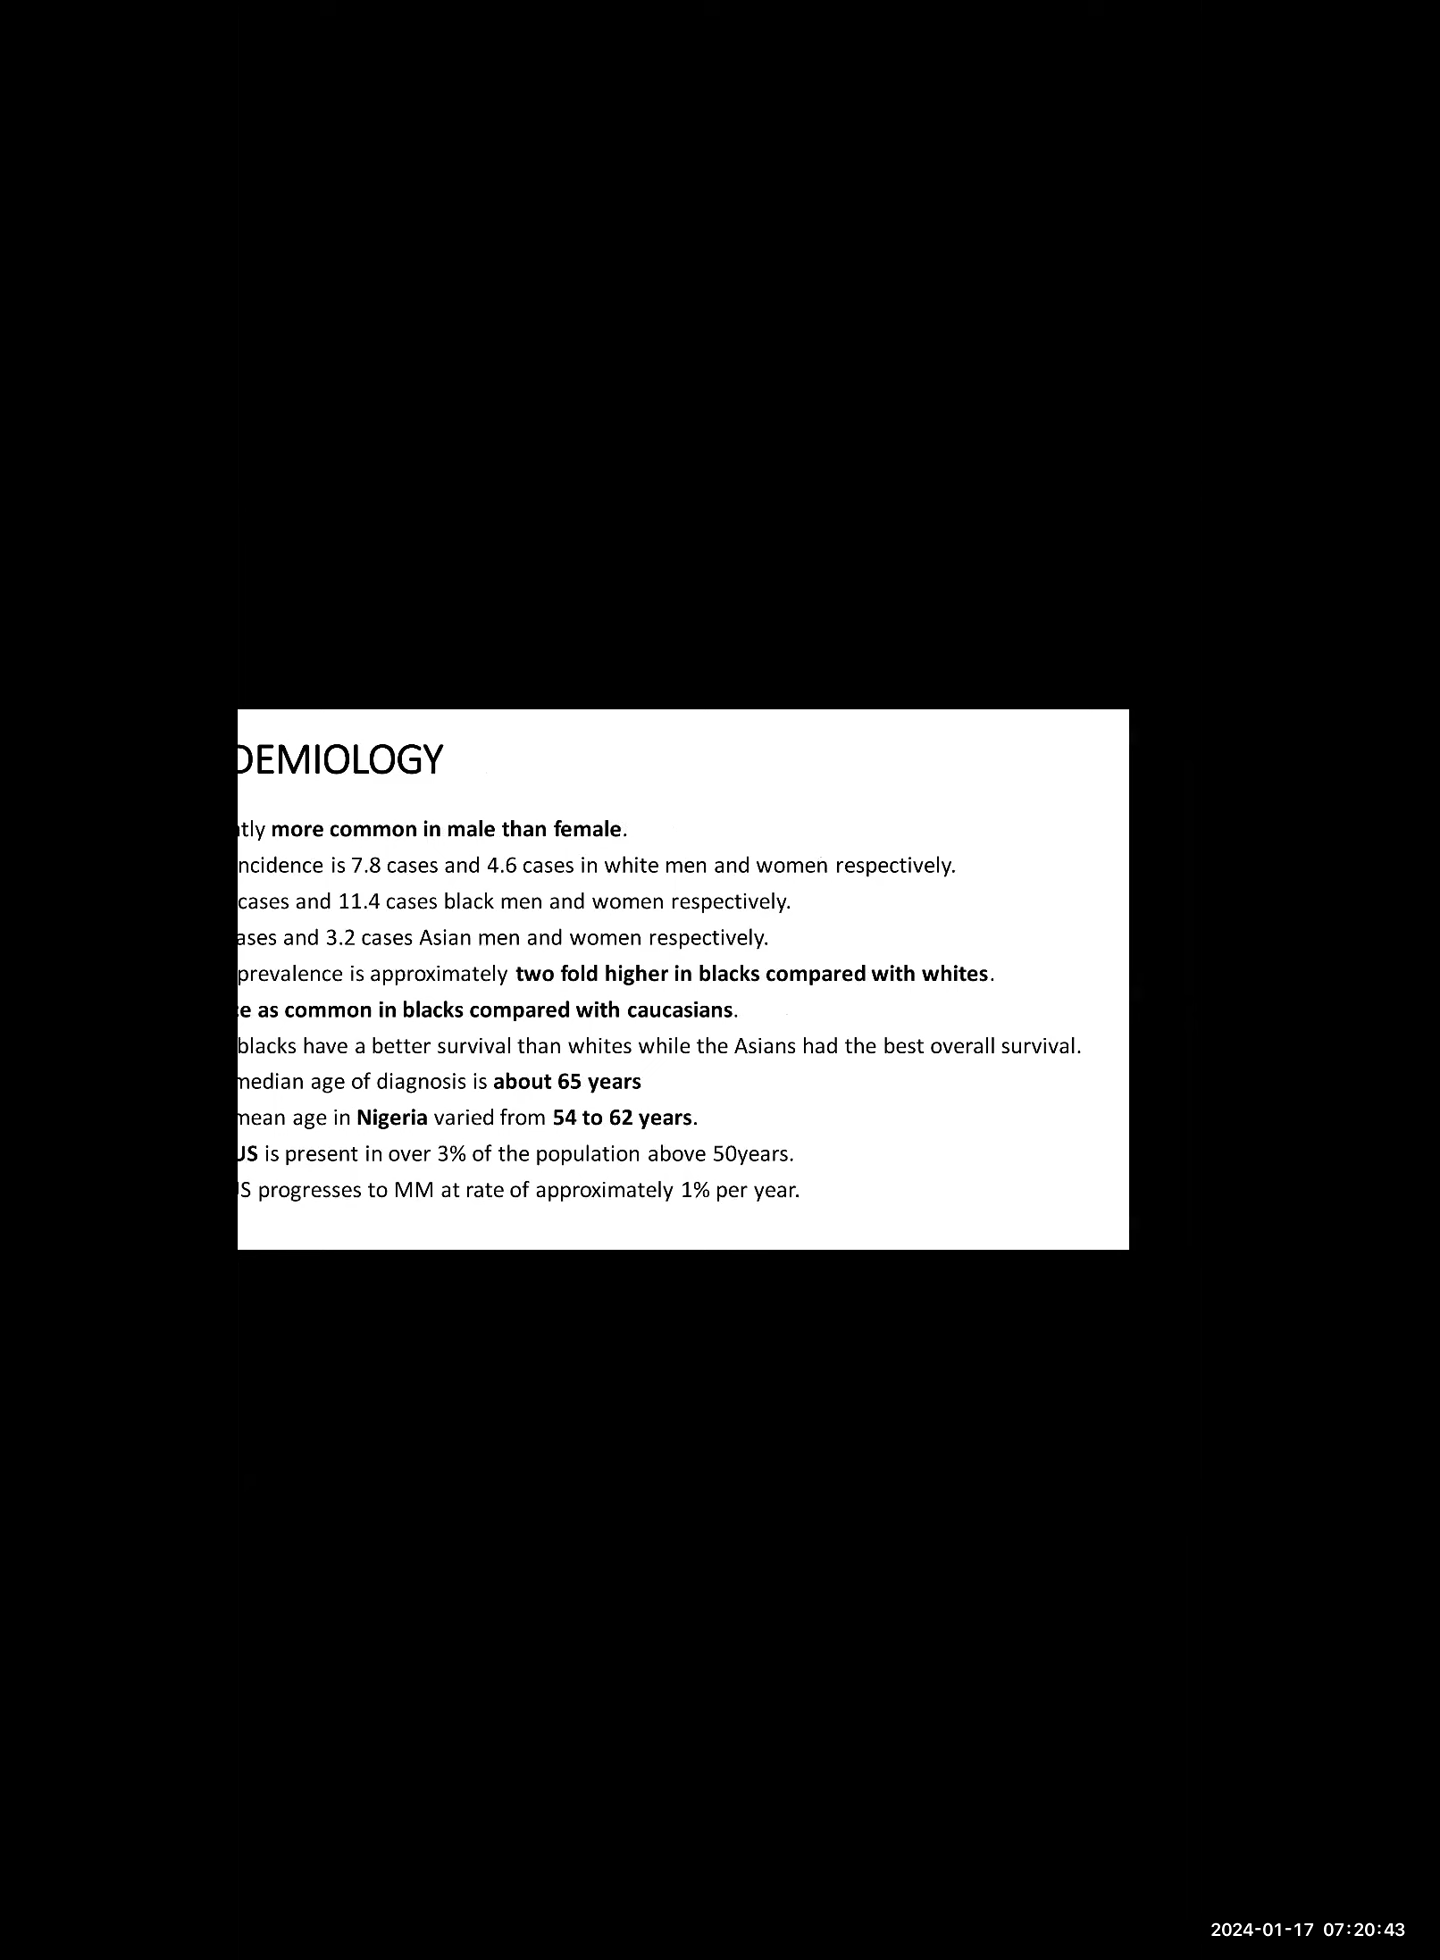 DEMIOLOGY
tly more common in male than female.
ncidence is 7.8 cases and 4.6 cases in white men and women respectively.
cases and 11.4 cases black men and women respectively.
ases and 3.2 cases Asian men and women respectively.
prevalence is approximately two fold higher in blacks compared with whites.
e as common in blacks compared with caucasians.
blacks have a better survival than whites while the Asians had the best overall survival.
median age of diagnosis is about 65 years
mean age in Nigeria varied from 54 to 62 years.
US is present in over 3% of the population above 50years.
S progresses to MM at rate of approximately 1% per year.
2024-01-17 07:20:43